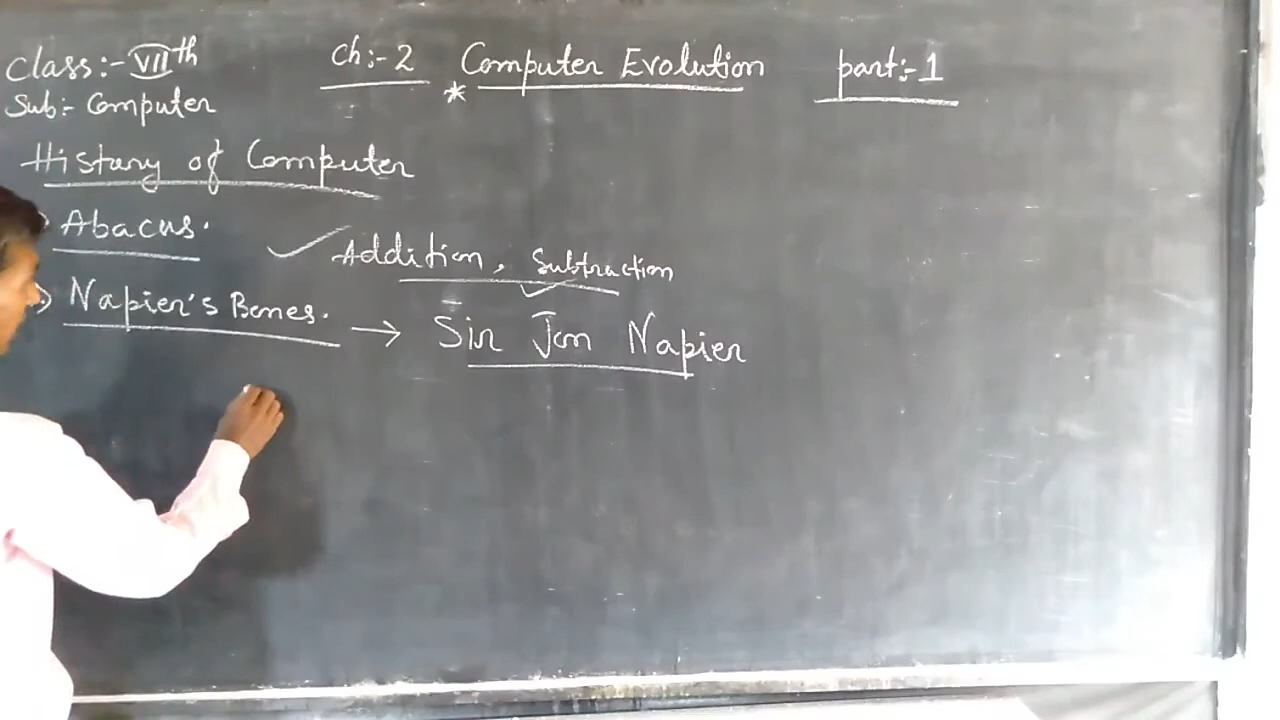 class:- VIIth ch:- 2 Computer Evolution part:- 1
Sub:- Computer *
History of Computer
Abacus.
Addition, Subtraction
Napier's Bones. → Sir Jon Napier